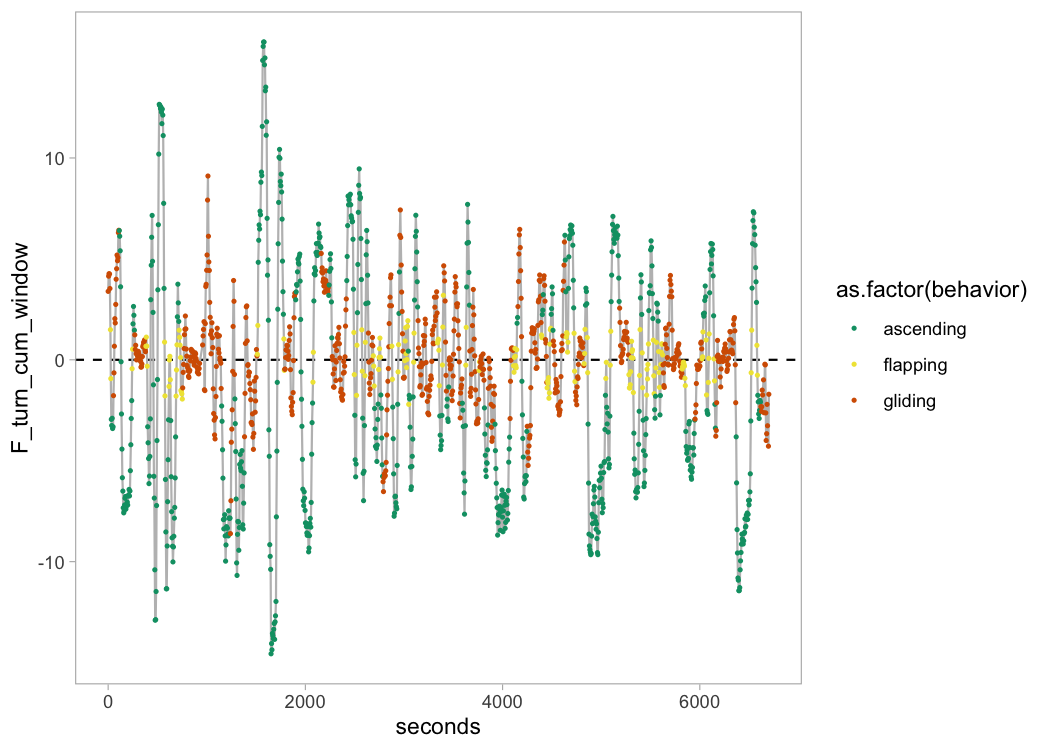 F_turn_cum_window
10
0
-10
0
2000
4000
6000
seconds
as.factor(behavior)
ascending
flapping
gliding